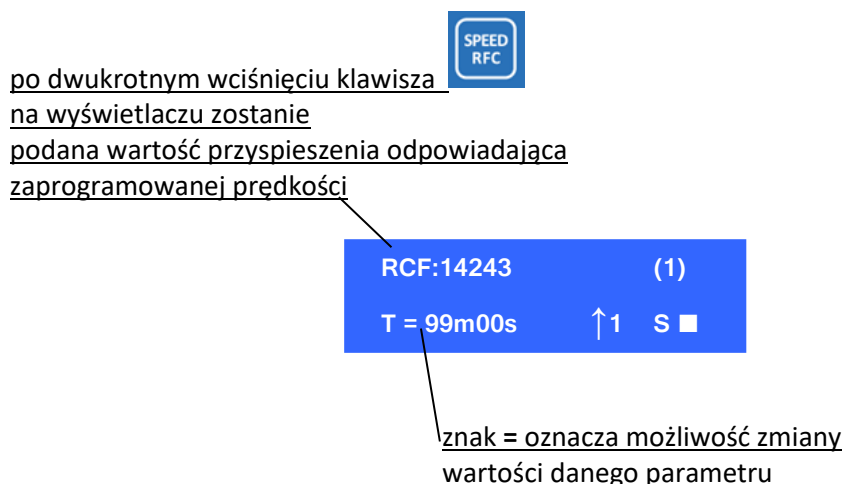 SPEED
RFC
po dwukrotnym wciśnięciu klawisza
na wyświetlaczu zostanie
podana wartość przyspieszenia odpowiadająca
zaprogramowanej prędkości
RCF:14243 (1)
T = 99m00s ↑1 S ■
znak = oznacza możliwość zmiany
wartości danego parametru